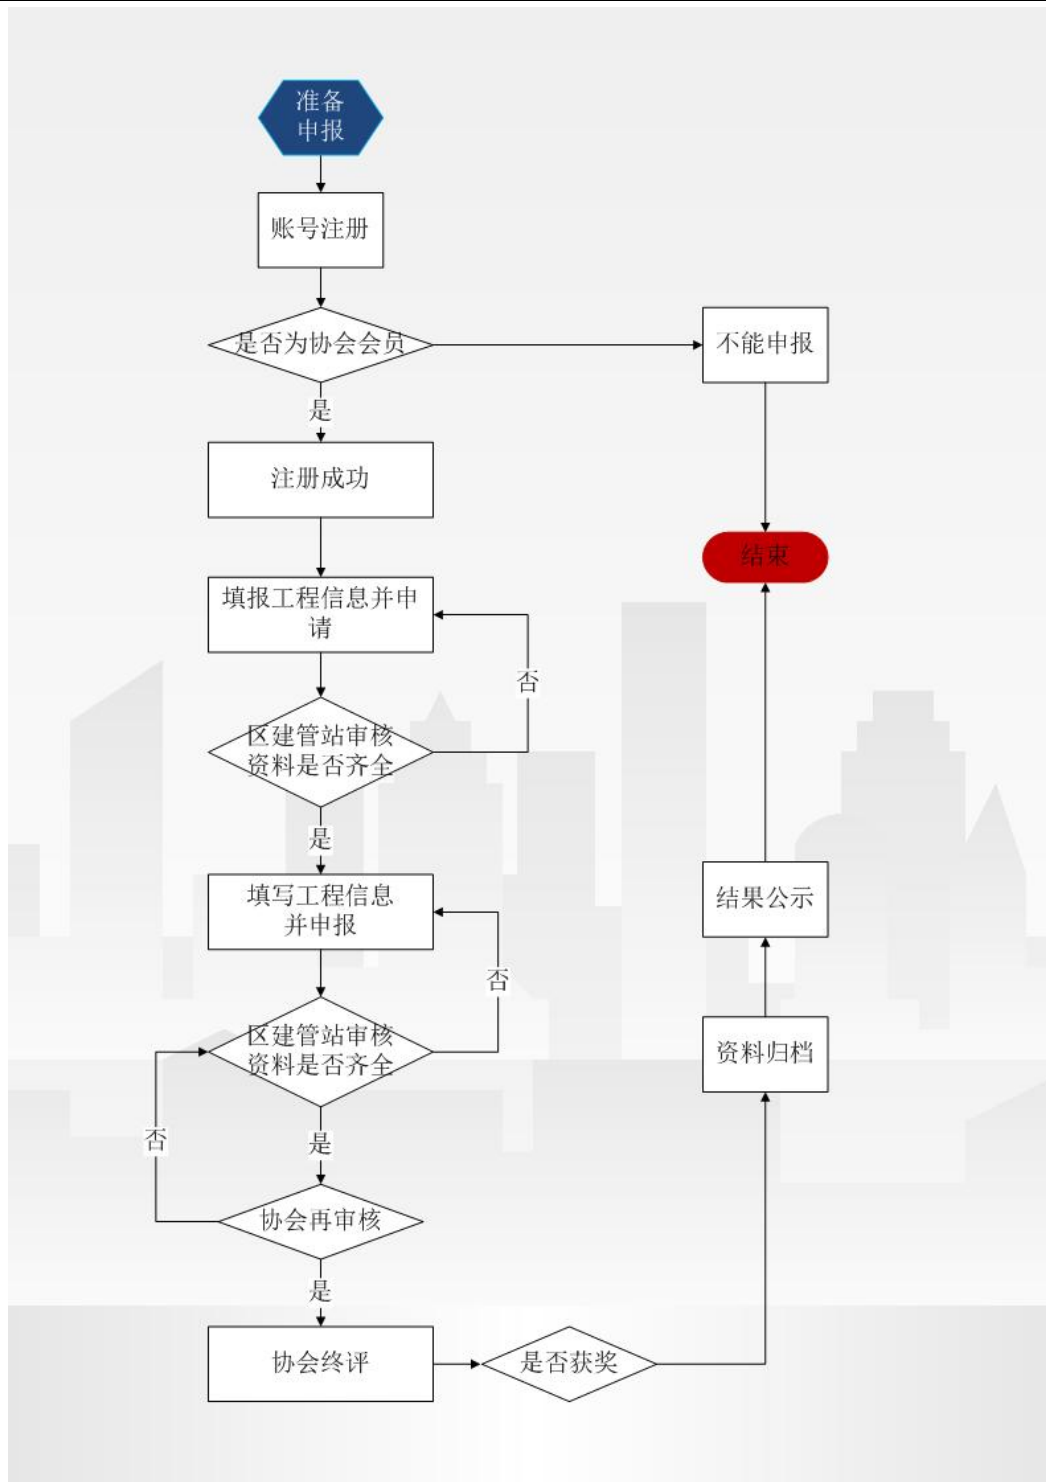 准备
申报
账号注册
是否为协会会员
不能申报
是
注册成功
结束
填报工程信息并申
请
否
区建管站审核
资料是否齐全
是
填写工程信息
并申报
结果公示
否
区建管站审核
资料是否齐全
资料归档
否
是
协会再审核
是
协会终评
是否获奖